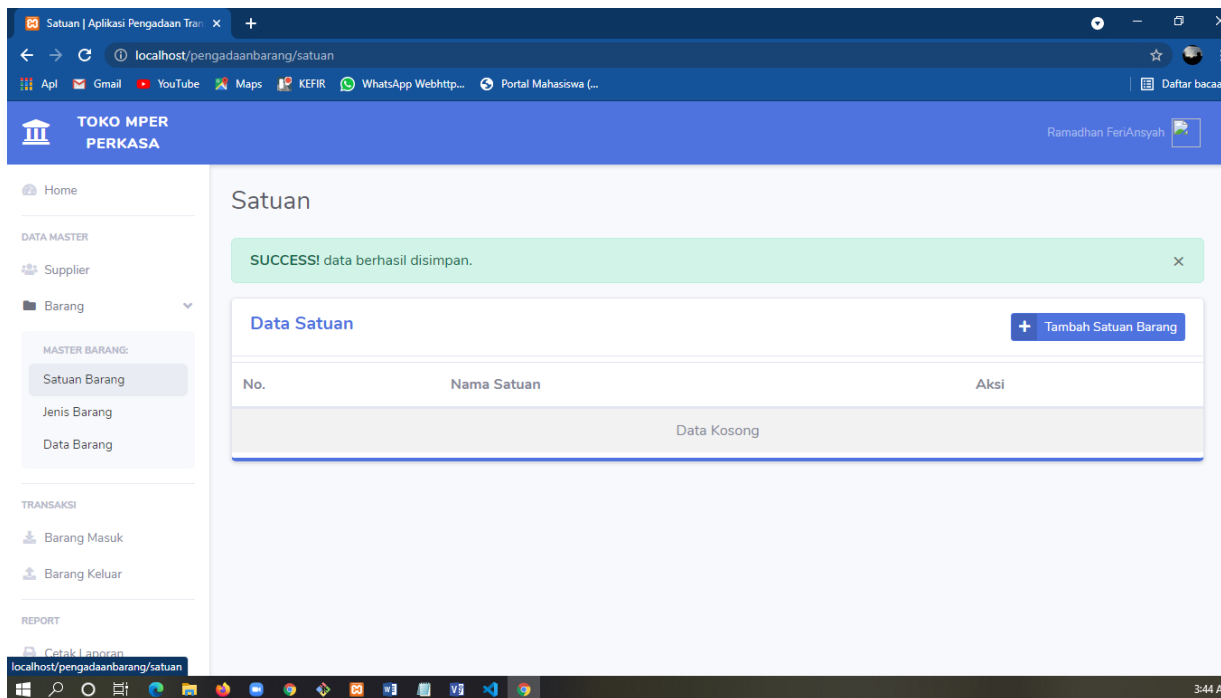 Satuan | Aplikasi Pengadaan Tran
localhost/pengadaanbarang/satuan
Apl Gmail YouTube Maps KEFIR WhatsApp Webhttp... Portal Mahasiswa (... Daftar bacaa
TOKO MPER
PERKASA
Ramadhan FeriAnsyah
Home
Satuan
DATA MASTER
SUCCESS! data berhasil disimpan.
Supplier
Barang
Data Satuan
Tambah Satuan Barang
MASTER BARANG:
Satuan Barang
No. Nama Satuan Aksi
Jenis Barang
Data Kosong
Data Barang
TRANSAKSI
Barang Masuk
Barang Keluar
REPORT
Cetak Laporan
localhost/pengadaanbarang/satuan
3:44 A